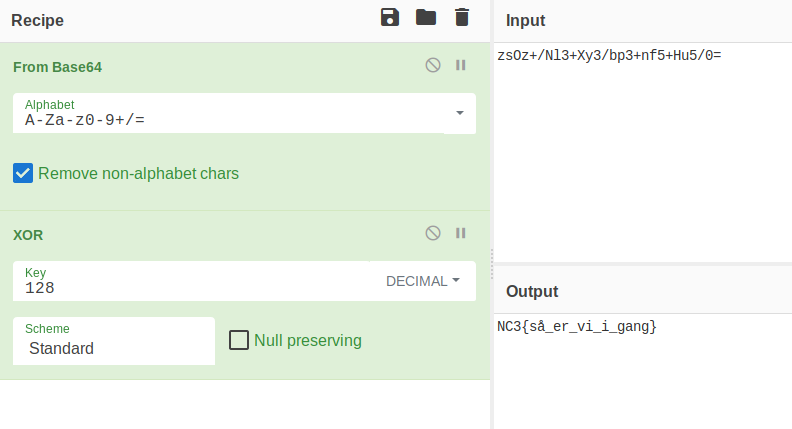 Recipe
From Base64
Alphabet
A-Za-z0-9+/=
Remove non-alphabet chars
XOR
Key
128
DECIMAL
Scheme
Standard
Null preserving
Input
zsOz+/Nl3+Xy3/bp3+nf5+Hu5/0=
Output
NC3{så_er_vi_i_gang}